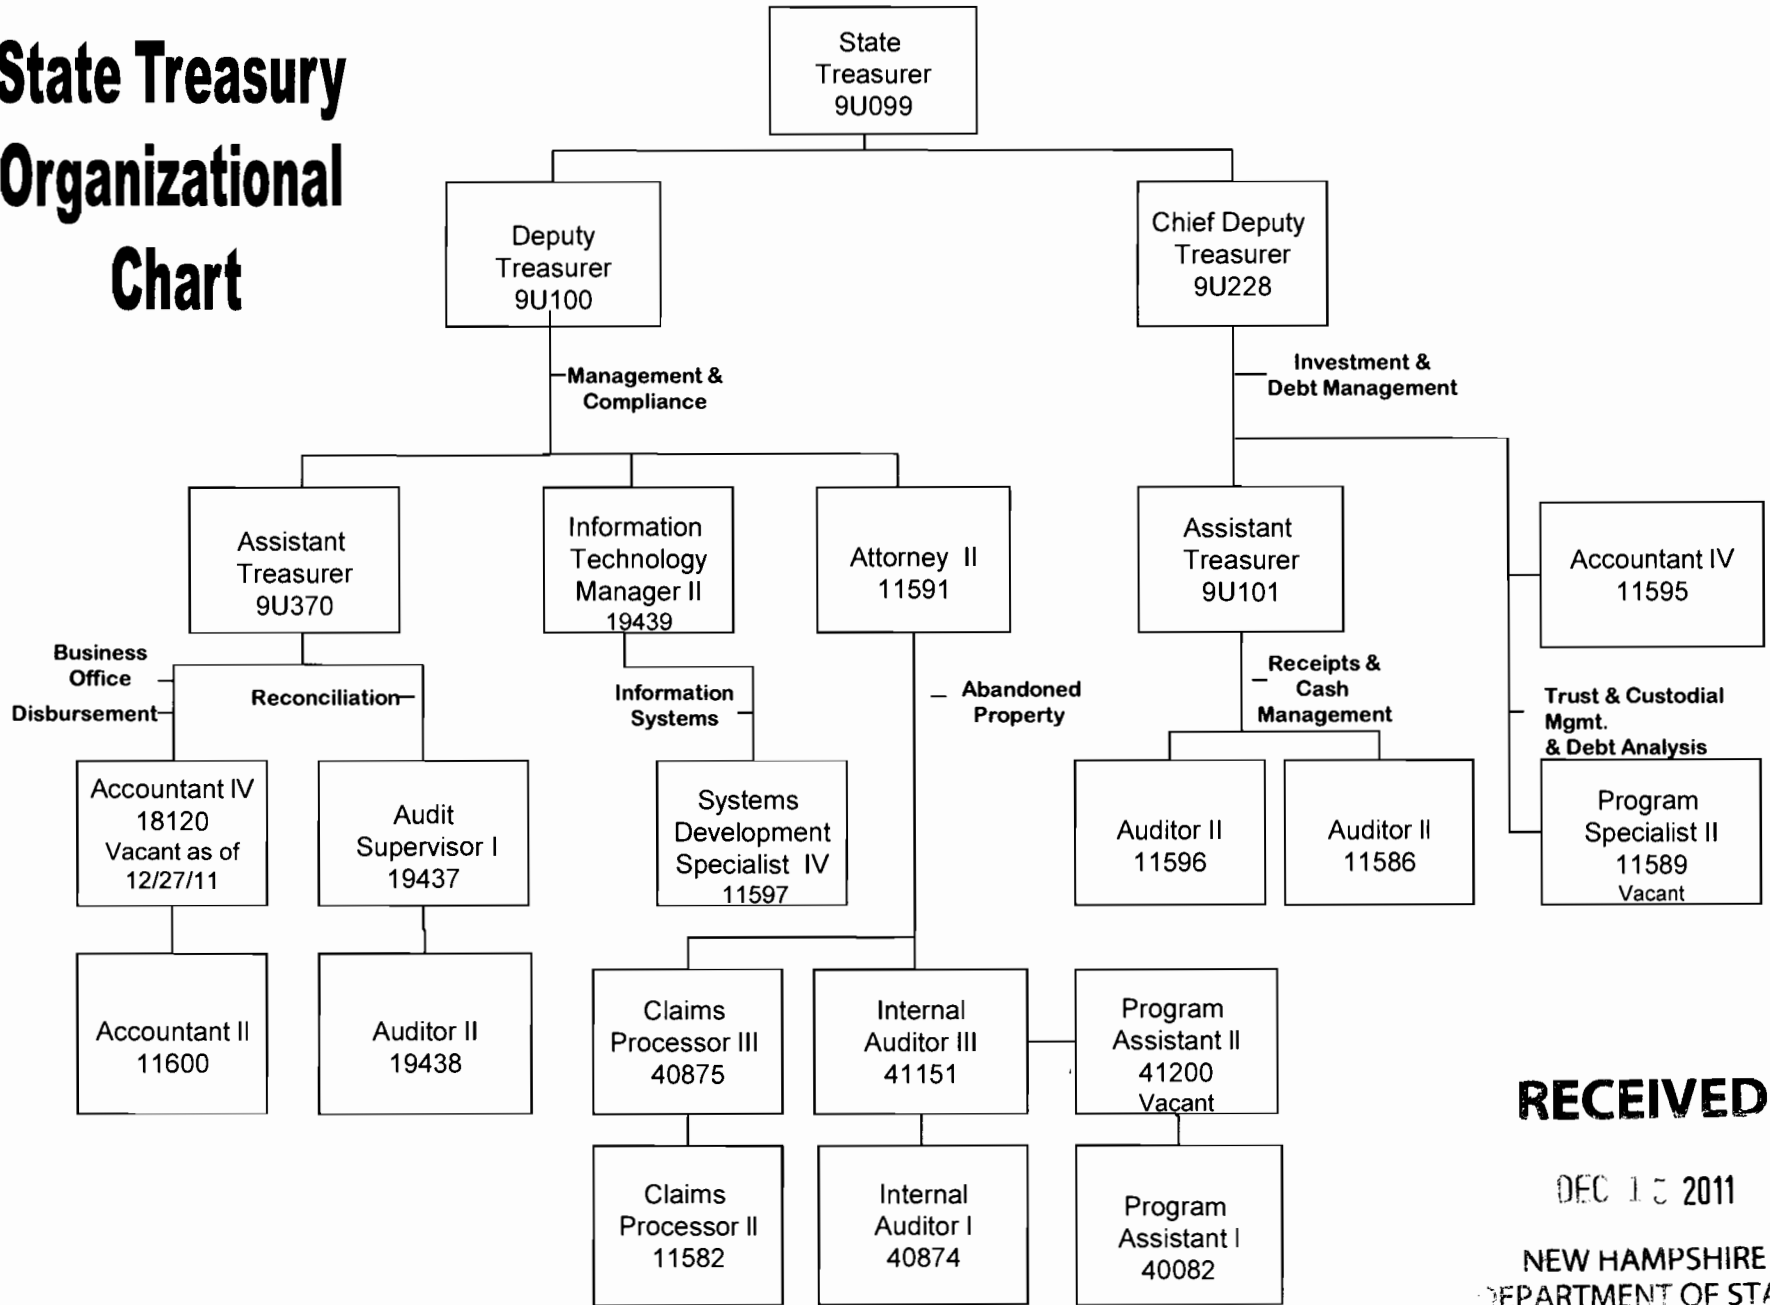 State Treasury
Organizational
Chart
State
Treasurer
9U099
Deputy
Treasurer
9U100
Chief Deputy
Treasurer
9U228
Management &
Compliance
Investment &
Debt Management
Assistant
Treasurer
9U370
Information
Technology
Manager II
19439
Attorney II
11591
Assistant
Treasurer
9U101
Accountant IV
11595
Business
Office
Disbursement
Reconciliation
Information
Systems
Abandoned
Property
Receipts &
Cash
Management
Trust & Custodial
Mgmt.
& Debt Analysis
Accountant IV
18120
Vacant as of
12/27/11
Audit
Supervisor I
19437
Systems
Development
Specialist IV
11597
Auditor II
11596
Auditor II
11586
Program
Specialist II
11589
Vacant
Accountant II
11600
Auditor II
19438
Claims
Processor III
40875
Internal
Auditor III
41151
Program
Assistant II
41200
Vacant
Claims
Processor II
11582
Internal
Auditor I
40874
Program
Assistant I
40082
RECEIVED
DEC 2011
NEW HAMPSHIRE
DEPARTMENT OF STA